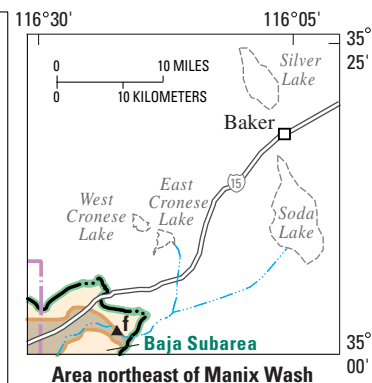 116°30'
116°05'
35°
25'
0 10 MILES
0 10 KILOMETERS
Silver
Lake
Baker
15
West
Cronese
Lake
East
Cronese
Lake
Soda
Lake
f
Baja Subarea
35°
00'
Area northeast of Manix Wash